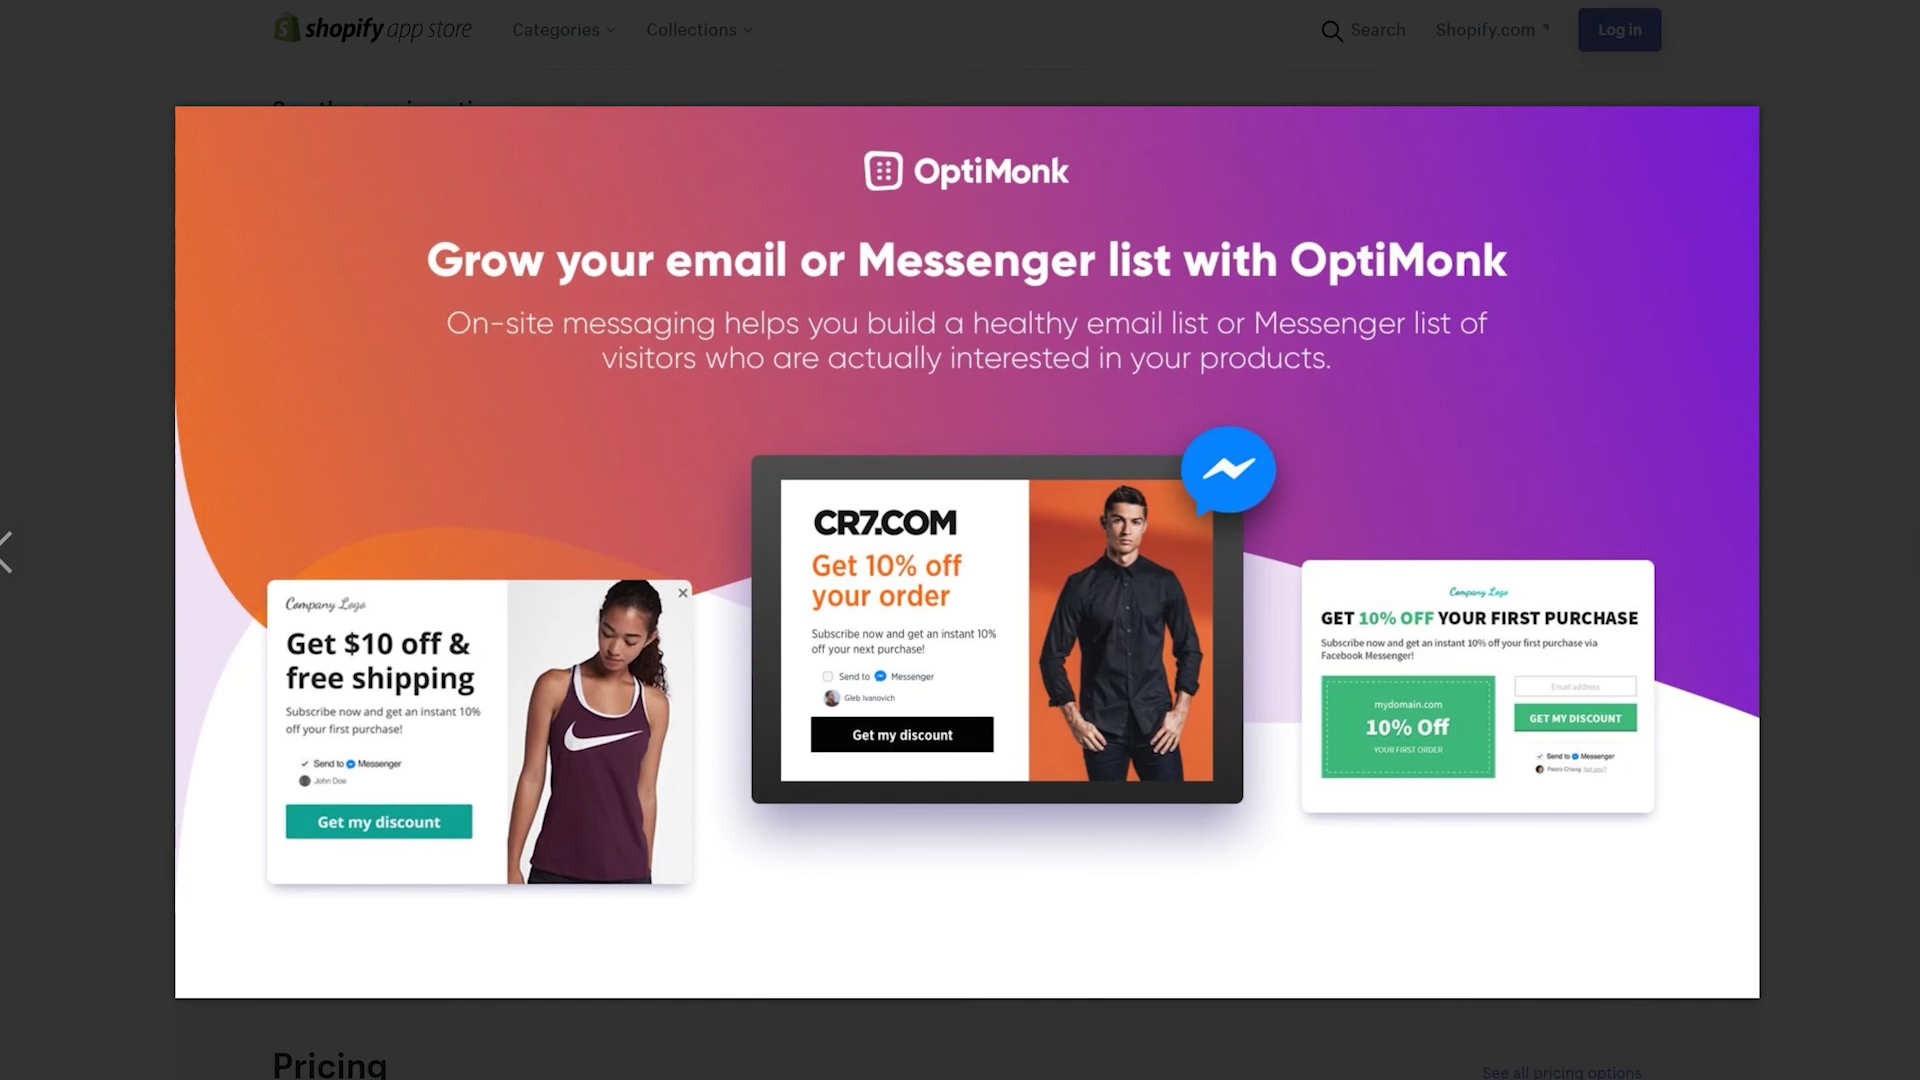 shopify app store
Categories
Collections
Search
Shopify.com
Log in
OptiMonk
Grow your email or Messenger list with OptiMonk
On-site messaging helps you build a healthy email list or Messenger list of
visitors who are actually interested in your products.
Company Logo
Get $10 off &
free shipping
Subscribe now and get an instant 10%
off your first purchase!
Send to Messenger
John Doe
Get my discount
CR7.COM
Get 10% off
your order
Subscribe now and get an instant 10%
off your next purchase!
Send to Messenger
Gleb Ivanovich
Get my discount
Company Logo
GET 10% OFF YOUR FIRST PURCHASE
Subscribe now and get an instant 10% off your first purchase via
Facebook Messenger!
mydomain.com
10% Off
YOUR FIRST ORDER
Email address
GET MY DISCOUNT
Send to Messenger
Not you?
Pricing
See all pricing options